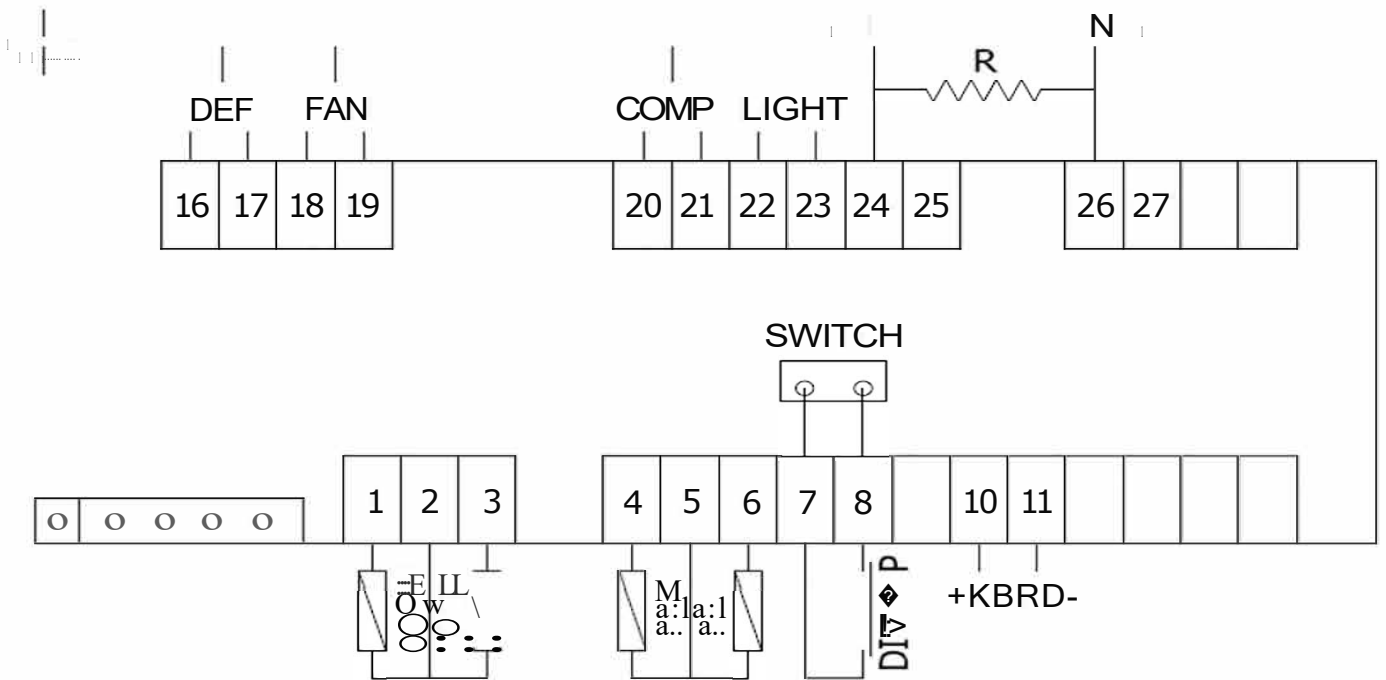 N
R
DEF FAN COMP LIGHT
16 17 18 19 20 21 22 23 24 25 26 27
SWITCH
1 2 3 4 5 6 7 8 10 11
O O O O O
+KBRD-